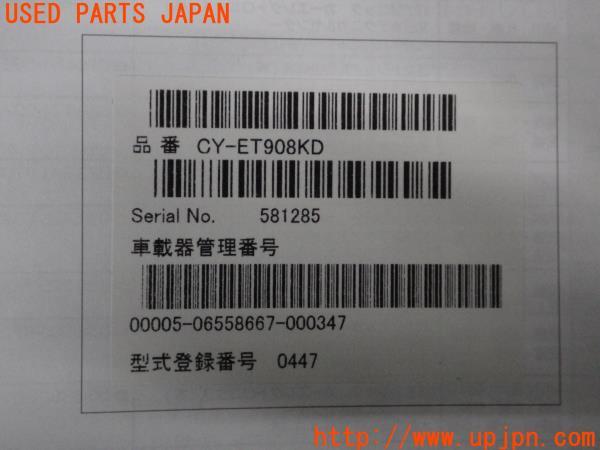 USED PARTS JAPAN
品番 CY-ET908KD
Serial No. 581285
車載器管理番号
00005-06558667-000347
型式登録番号 0447
http://www.upjpn.com